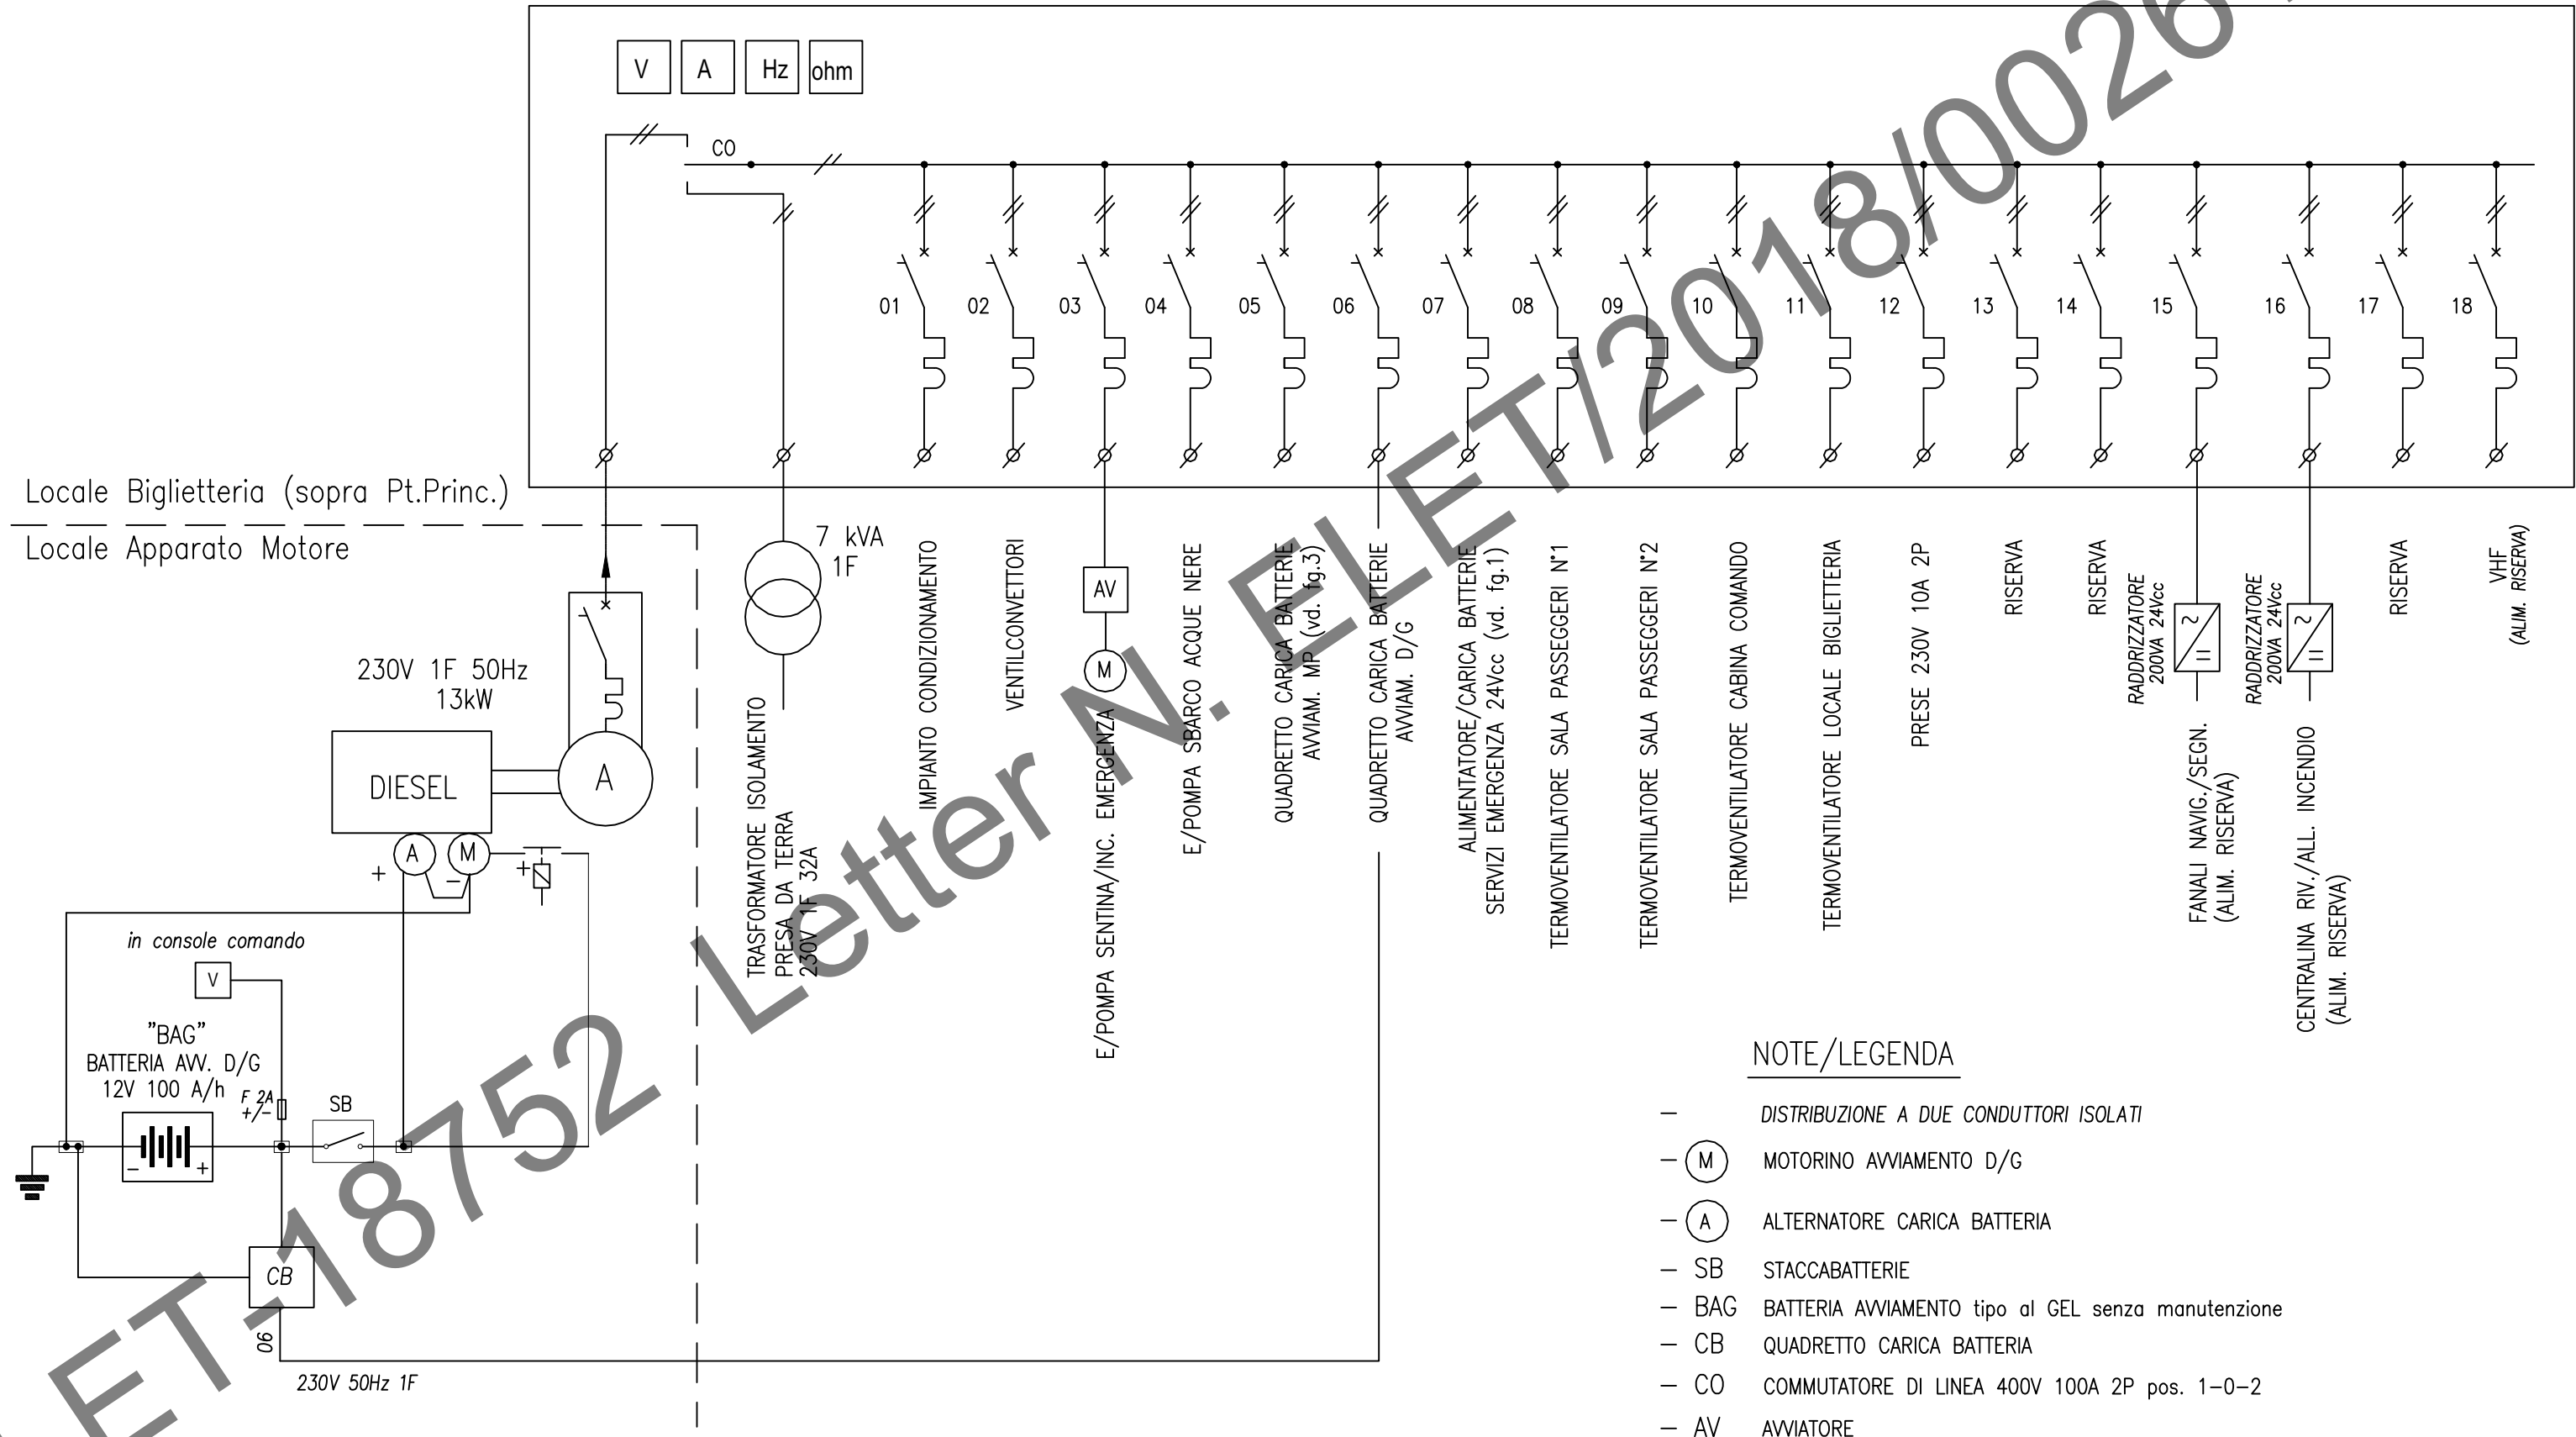 V
A
Hz
ohm
CO
01
02
03
04
05
06
07
08
09
10
11
12
13
14
15
16
17
18
Locale Biglietteria (sopra Pt.Princ.)
Locale Apparato Motore
7 kVA
1F
230V 1F 50Hz
13kW
DIESEL
A
A
M
+
-
+
in console comando
V
"BAG"
BATTERIA AVV. D/G
12V 100 A/h
F 2A
+/-
SB
-
+
CB
06
230V 50Hz 1F
TRASFORMATORE ISOLAMENTO
PRESA DA TERRA
230V 1F 32A
IMPIANTO CONDIZIONAMENTO
VENTILCONVETTORI
AV
M
E/POMPA SENTINA/INC. EMERGENZA
E/POMPA SBARCO ACQUE NERE
QUADRETTO CARICA BATTERIE
AVVIAM. MP (vd. fg.3)
QUADRETTO CARICA BATTERIE
AVVIAM. D/G
ALIMENTATORE/CARICA BATTERIE
SERVIZI EMERGENZA 24Vcc (vd. fg.1)
TERMOVENTILATORE SALA PASSEGGERI N°1
TERMOVENTILATORE SALA PASSEGGERI N°2
TERMOVENTILATORE CABINA COMANDO
TERMOVENTILATORE LOCALE BIGLIETTERIA
PRESE 230V 10A 2P
RISERVA
RISERVA
RADDRIZZATORE
200VA 24Vcc
FANALI NAVIG./SEGN.
(ALIM. RISERVA)
RADDRIZZATORE
200VA 24Vcc
CENTRALINA RIV./ALL. INCENDIO
(ALIM. RISERVA)
RISERVA
VHF
(ALIM. RISERVA)
NOTE/LEGENDA
- DISTRIBUZIONE A DUE CONDUTTORI ISOLATI
- M MOTORINO AVVIAMENTO D/G
- A ALTERNATORE CARICA BATTERIA
- SB STACCABATTERIE
- BAG BATTERIA AVVIAMENTO tipo al GEL senza manutenzione
- CB QUADRETTO CARICA BATTERIA
- CO COMMUTATORE DI LINEA 400V 100A 2P pos. 1-0-2
- AV AVVIATORE
ET-18752 Letter N. ELET/2018/0026